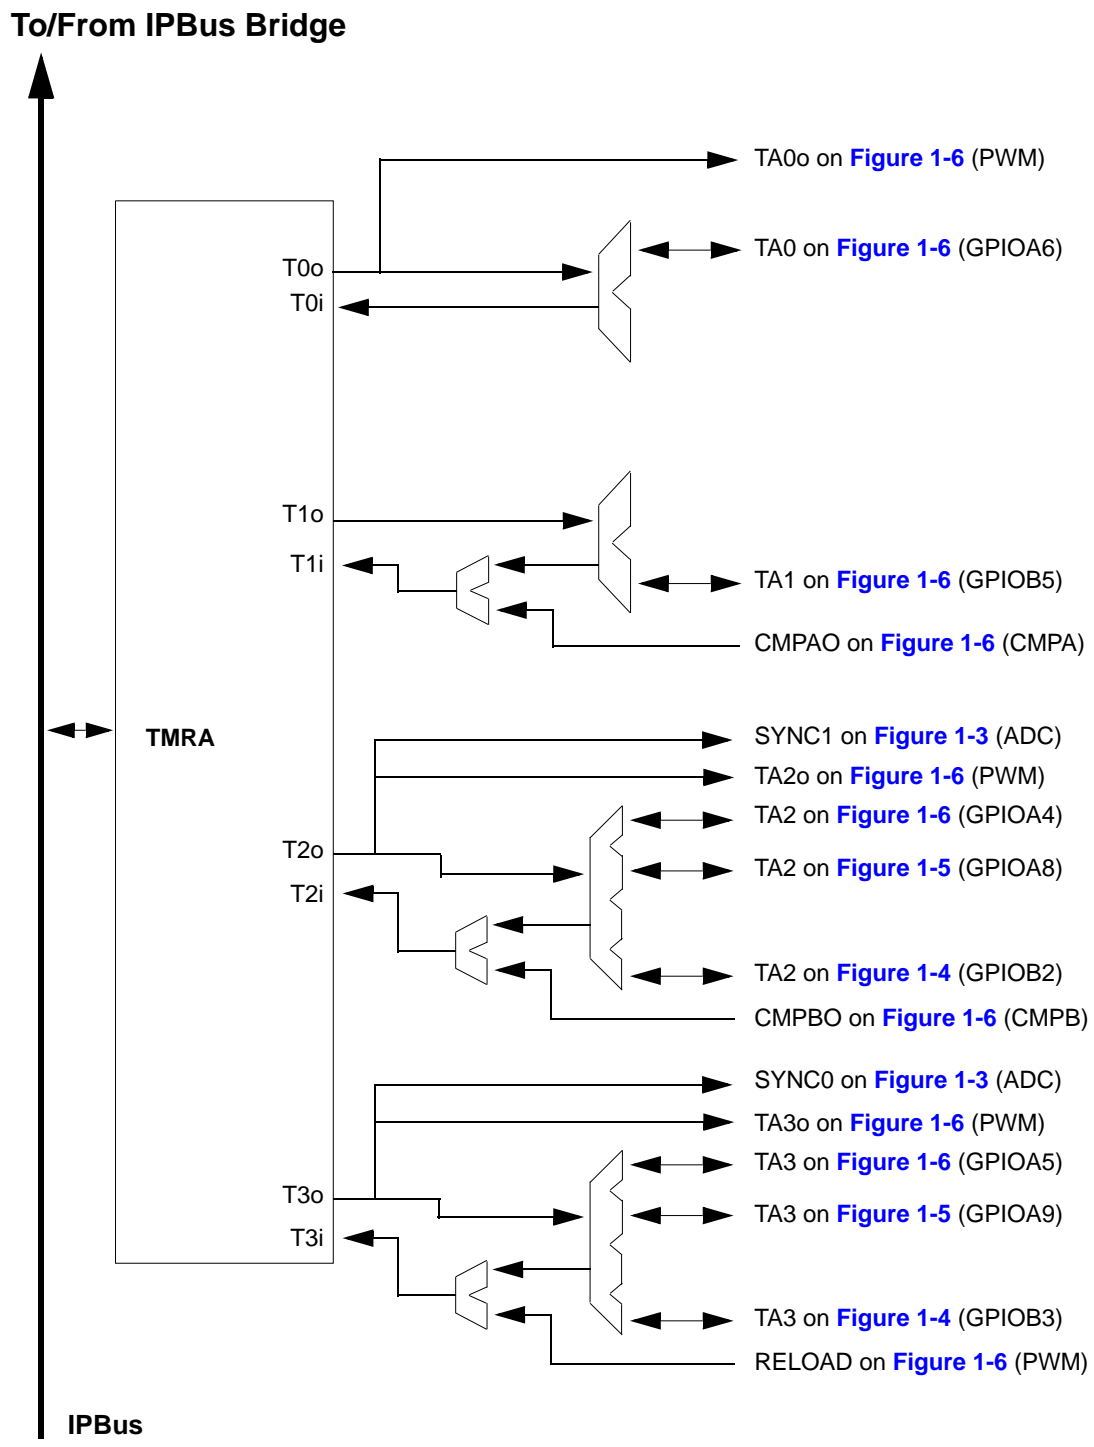 To/From IPBus Bridge
TA0o on Figure 1-6 (PWM)
TA0 on Figure 1-6 (GPIOA6)
T0o
T0i
T1o
T1i
TA1 on Figure 1-6 (GPIOB5)
CMPAO on Figure 1-6 (CMPA)
TMRA
SYNC1 on Figure 1-3 (ADC)
TA2o on Figure 1-6 (PWM)
TA2 on Figure 1-6 (GPIOA4)
T2o
TA2 on Figure 1-5 (GPIOA8)
T2i
TA2 on Figure 1-4 (GPIOB2)
CMPBO on Figure 1-6 (CMPB)
SYNC0 on Figure 1-3 (ADC)
TA3o on Figure 1-6 (PWM)
TA3 on Figure 1-6 (GPIOA5)
T3o
TA3 on Figure 1-5 (GPIOA9)
T3i
TA3 on Figure 1-4 (GPIOB3)
RELOAD on Figure 1-6 (PWM)
IPBus